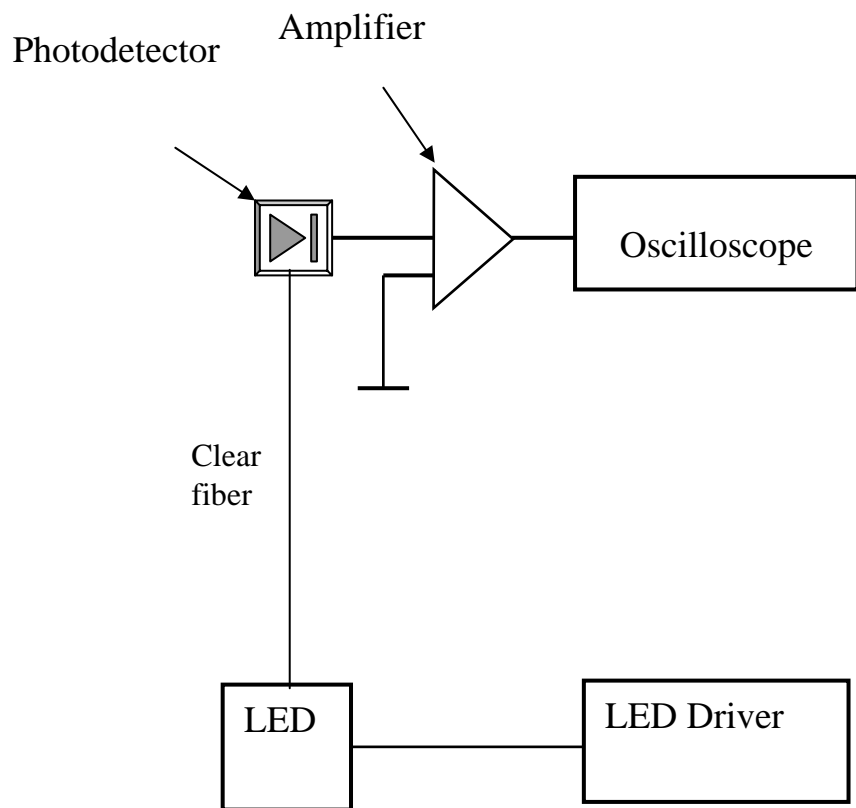 Amplifier
Photodetector
Oscilloscope
Clear
fiber
LED
LED Driver